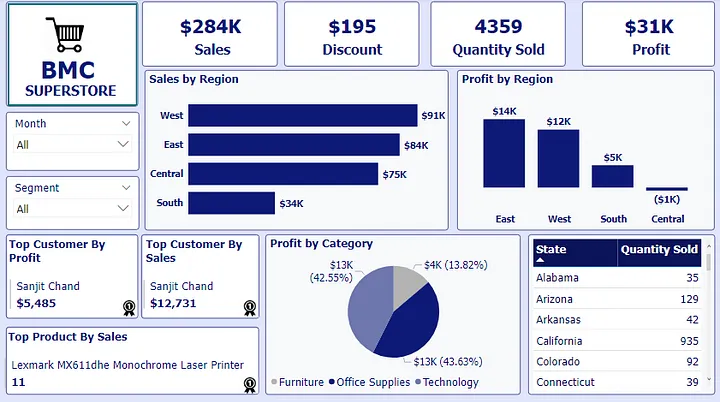 BMC
SUPERSTORE
$284K
Sales
$195
Discount
4359
Quantity Sold
$31K
Profit
Month
All
Segment
All
Sales by Region
West
$91K
East
$84K
Central
$75K
South
$34K
Profit by Region
$14K
$12K
$5K
($1K)
East
West
South
Central
Top Customer By
Profit
Sanjit Chand
$5,485
1
Top Customer By
Sales
Sanjit Chand
$12,731
1
Top Product By Sales
Lexmark MX611dhe Monochrome Laser Printer
11
1
Profit by Category
$13K
(42.55%)
$4K (13.82%)
$13K (43.63%)
Furniture Office Supplies Technology
State Quantity Sold
Alabama 35
Arizona 129
Arkansas 42
California 935
Colorado 92
Connecticut 39